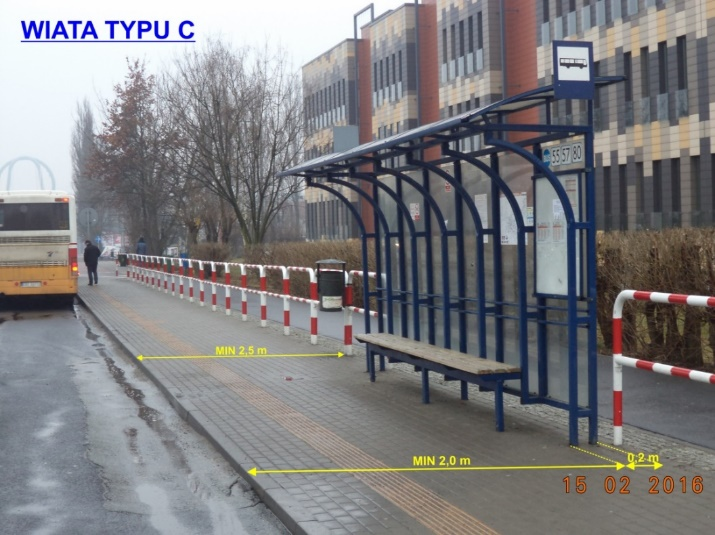 WIATA TYPU C
55 57 80
MIN 2,5 m
MIN 2,0 m
0,2 m
15 02 2016